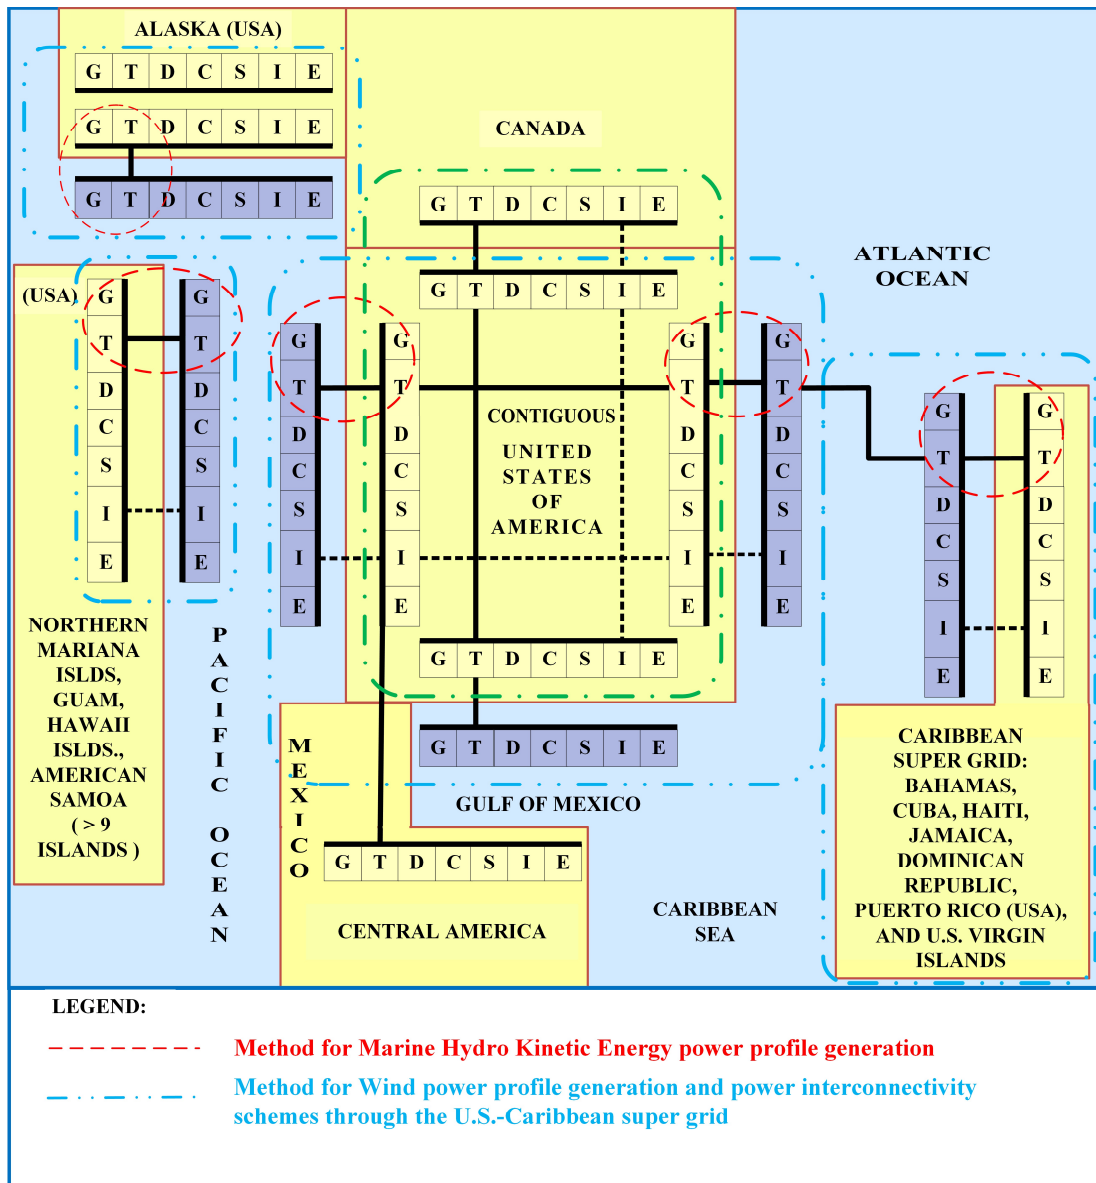 ALASKA (USA)
G T D C S I E
G T D C S I E
G T D C S I E
CANADA
G T D C S I E
G T D C S I E
ATLANTIC
OCEAN
(USA)
G T D C S I E
G T D C S I E
G T D C S I E
G T D C S I E
CONTIGUOUS
UNITED
STATES
OF
AMERICA
G T D C S I E
G T D C S I E
G T D C S I E
G T D C S I E
G T D C S I E
G T D C S I E
NORTHERN
MARIANA
ISLDS,
GUAM,
HAWAII
ISLDS.,
AMERICAN
SAMOA
( > 9
ISLANDS )
PACIFIC OCEAN
MEXICO
GULF OF MEXICO
G T D C S I E
CENTRAL AMERICA
CARIBBEAN
SEA
CARIBBEAN
SUPER GRID:
BAHAMAS,
CUBA, HAITI,
JAMAICA,
DOMINICAN
REPUBLIC,
PUERTO RICO (USA),
AND U.S. VIRGIN
ISLANDS
LEGEND:
Method for Marine Hydro Kinetic Energy power profile generation
Method for Wind power profile generation and power interconnectivity
schemes through the U.S.-Caribbean super grid